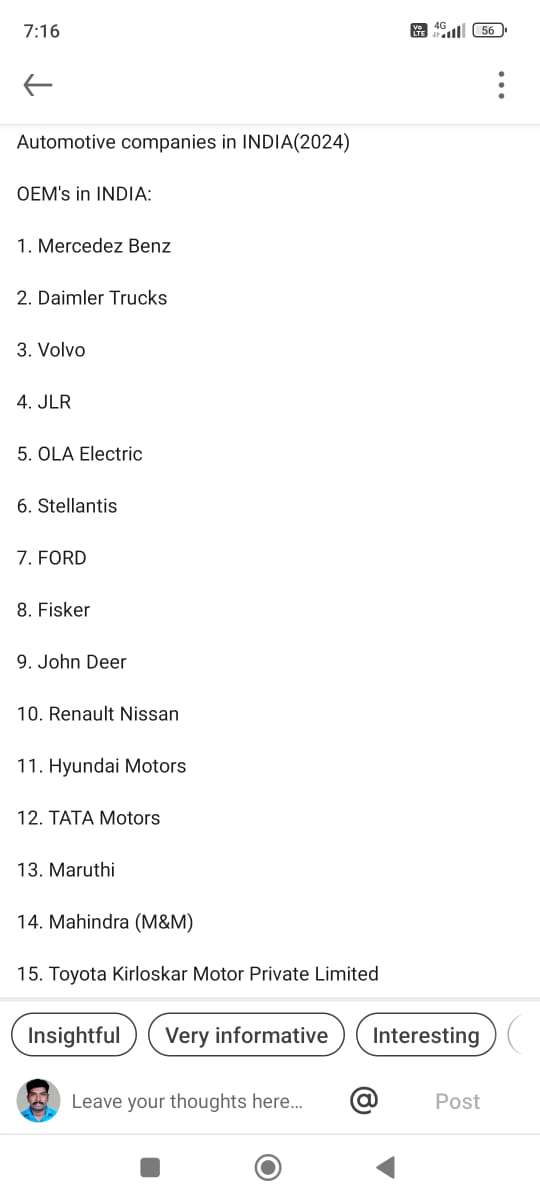 7:16
Vo LTE 4G 56
Automotive companies in INDIA(2024)
OEM's in INDIA:
1. Mercedez Benz
2. Daimler Trucks
3. Volvo
4. JLR
5. OLA Electric
6. Stellantis
7. FORD
8. Fisker
9. John Deer
10. Renault Nissan
11. Hyundai Motors
12. TATA Motors
13. Maruthi
14. Mahindra (M&M)
15. Toyota Kirloskar Motor Private Limited
Insightful Very informative Interesting
Leave your thoughts here... @ Post